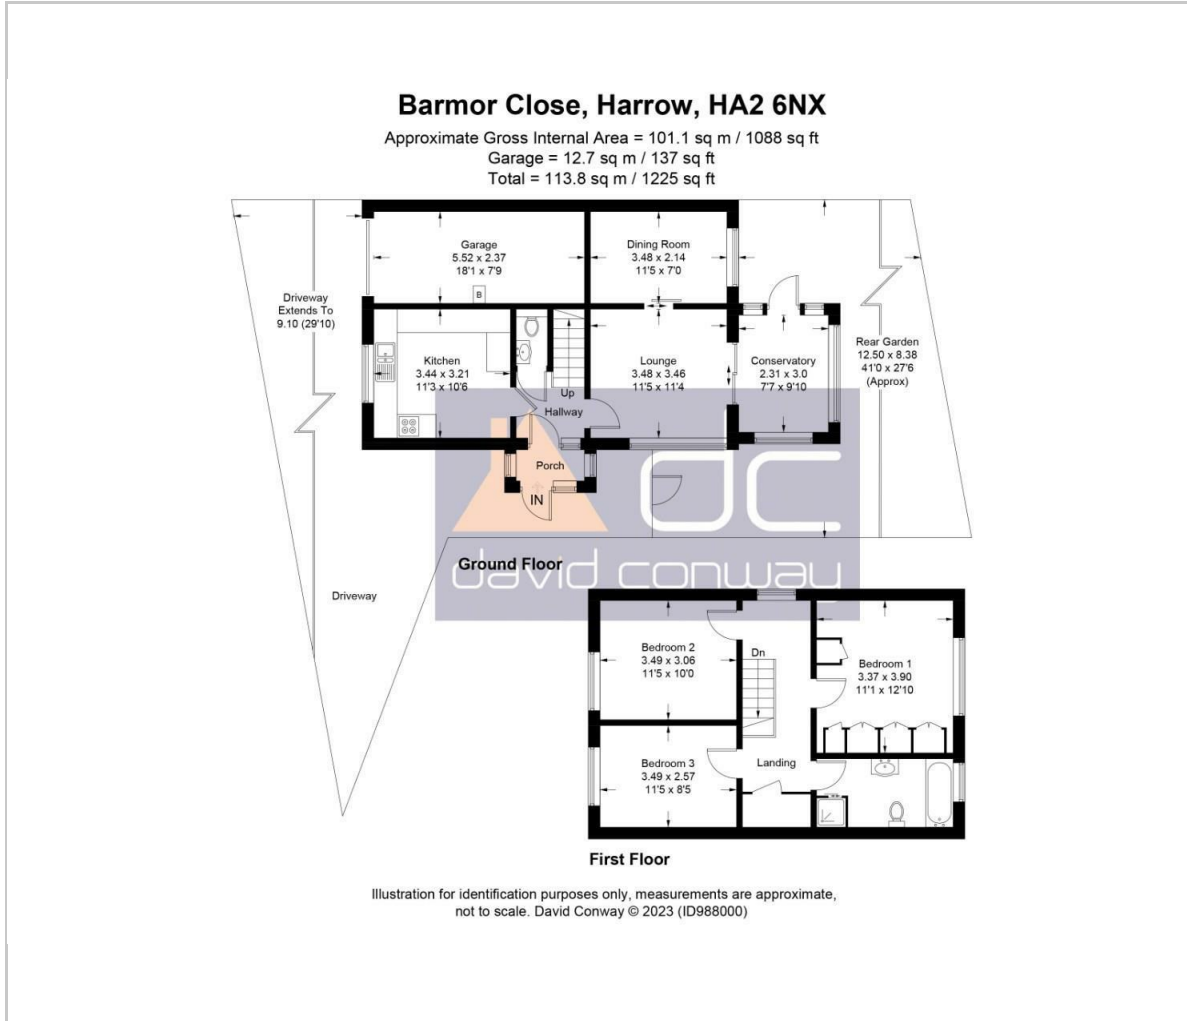 Barmor Close, Harrow, HA2 6NX
Approximate Gross Internal Area = 101.1 sq m / 1088 sq ft
Garage = 12.7 sq m / 137 sq ft
Total = 113.8 sq m / 1225 sq ft
Garage
5.52 x 2.37
18'1 x 7'9
B
Dining Room
3.48 x 2.14
11'5 x 7'0
Driveway
Extends To
9.10 (29'10)
Kitchen
3.44 x 3.21
11'3 x 10'6
Up
Hallway
Lounge
3.48 x 3.46
11'5 x 11'4
Conservatory
2.31 x 3.0
7'7 x 9'10
Rear Garden
12.50 x 8.38
41'0 x 27'6
(Approx)
Porch
IN
dc
david conway
Ground Floor
Driveway
Bedroom 2
3.49 x 3.06
11'5 x 10'0
Dn
Bedroom 1
3.37 x 3.90
11'1 x 12'10
Bedroom 3
3.49 x 2.57
11'5 x 8'5
Landing
First Floor
Illustration for identification purposes only, measurements are approximate,
not to scale. David Conway © 2023 (ID988000)